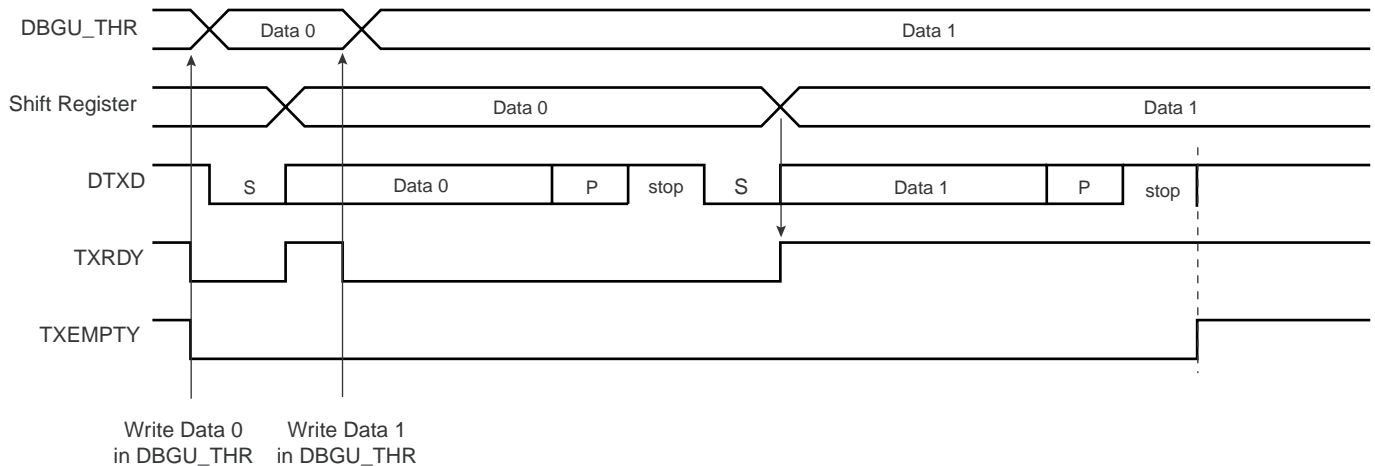 DBGU_THR
Data 0
Data 1
Shift Register
Data 0
Data 1
DTXD
S
Data 0
P
stop
S
Data 1
P
stop
TXRDY
TXEMPTY
Write Data 0
in DBGU_THR
Write Data 1
in DBGU_THR